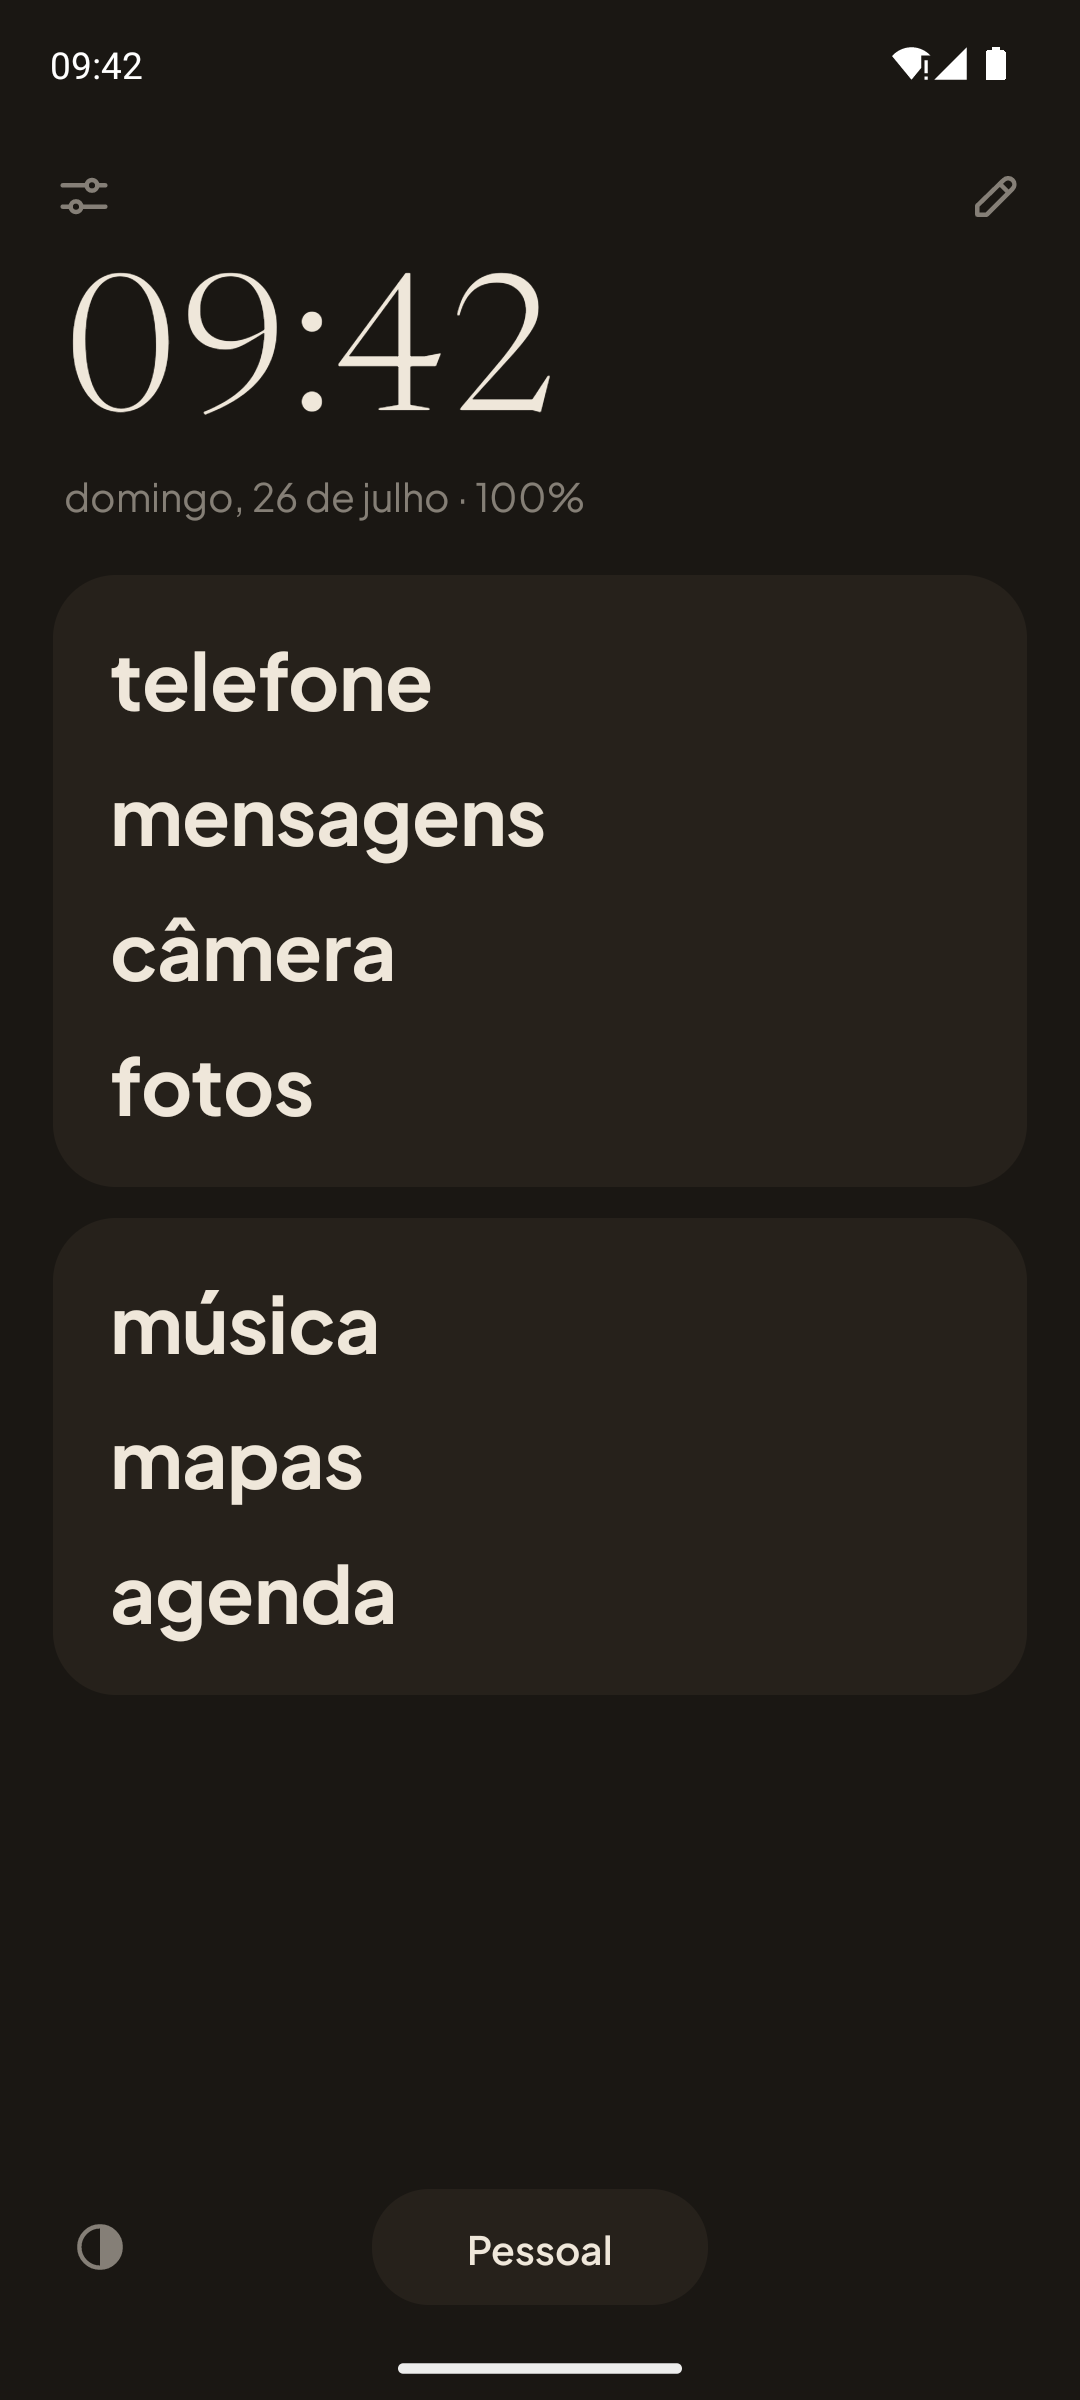 09:42
09:42
domingo, 26 de julho · 100%
telefone
mensagens
câmera
fotos
música
mapas
agenda
Pessoal